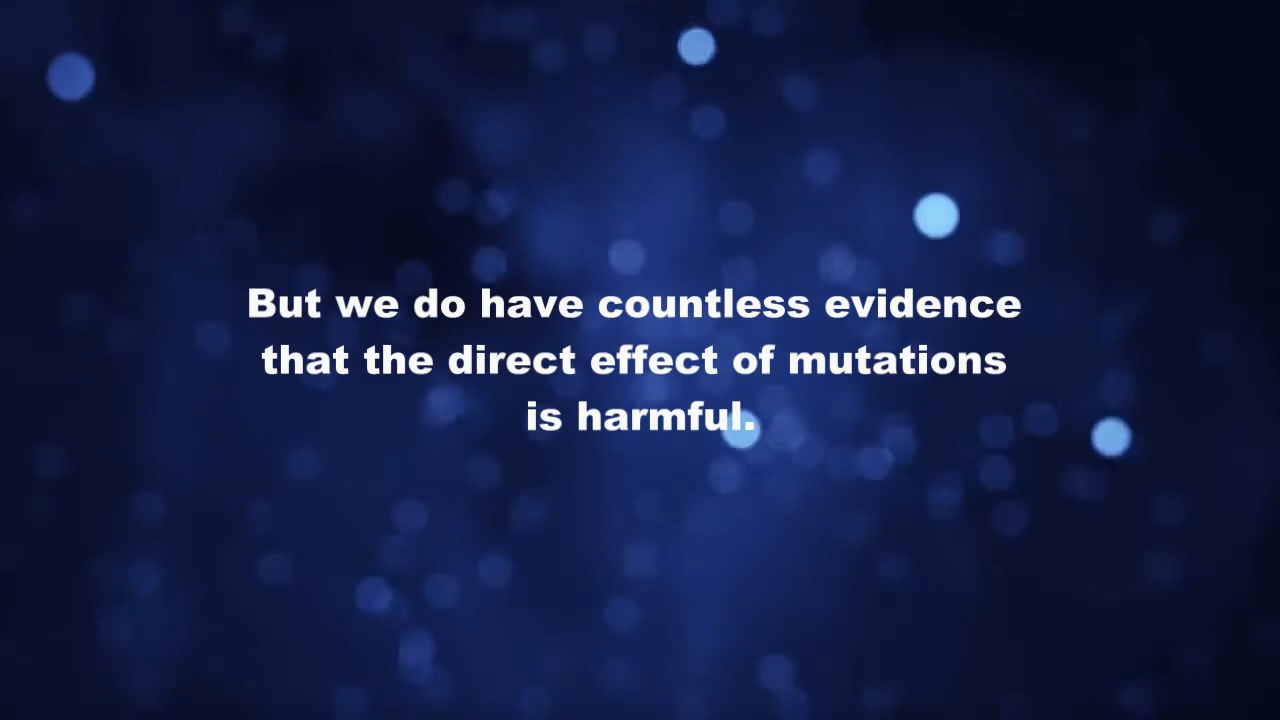 But we do have countless evidence
that the direct effect of mutations
is harmful.